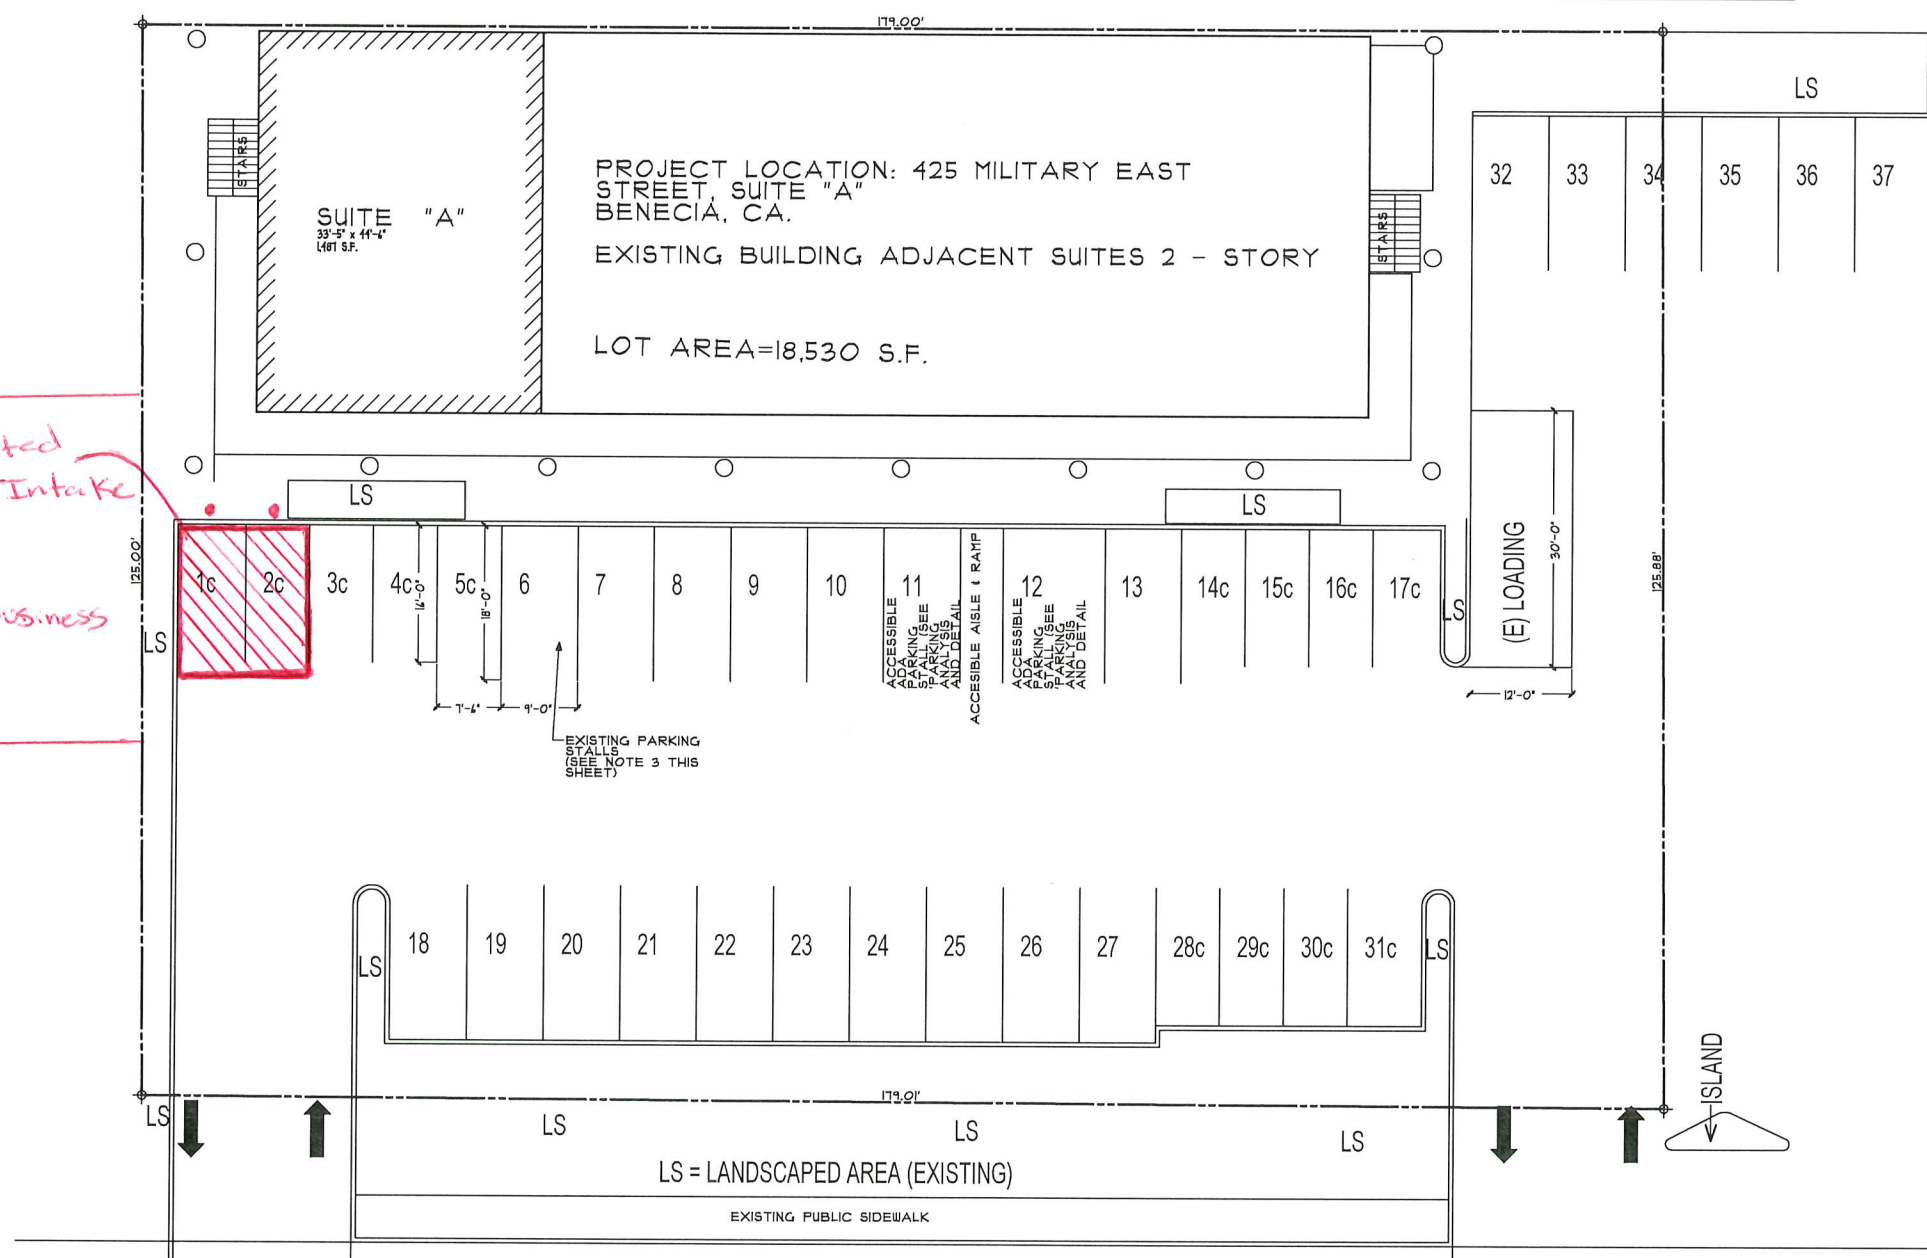 179.00'
LS
STAIRS
SUITE "A"
33'-5" x 44'-6"
1,487 S.F.
PROJECT LOCATION: 425 MILITARY EAST
STREET, SUITE "A"
BENECIA, CA.
EXISTING BUILDING ADJACENT SUITES 2 - STORY
LOT AREA=18,530 S.F.
STAIRS
32
33
34
35
36
37
Intake
usiness
LS
LS
125.00'
1c
2c
3c
4c
16'-0"
5c
18'-0"
6
7
8
9
10
11
ACCESSIBLE
ADA
PARKING
STALL (SEE
"PARKING
ANALYSIS
AND DETAIL
ACCESIBLE AISLE & RAMP
12
ACCESSIBLE
ADA
PARKING
STALL (SEE
"PARKING
ANALYSIS
AND DETAIL
13
14c
15c
16c
17c
LS
(E) LOADING
30'-0"
12'-0"
125.88'
LS
7'-6"
9'-0"
EXISTING PARKING
STALLS
(SEE NOTE 3 THIS
SHEET)
LS
18
19
20
21
22
23
24
25
26
27
28c
29c
30c
31c
LS
ISLAND
179.01'
LS
LS
LS
LS
LS = LANDSCAPED AREA (EXISTING)
EXISTING PUBLIC SIDEWALK